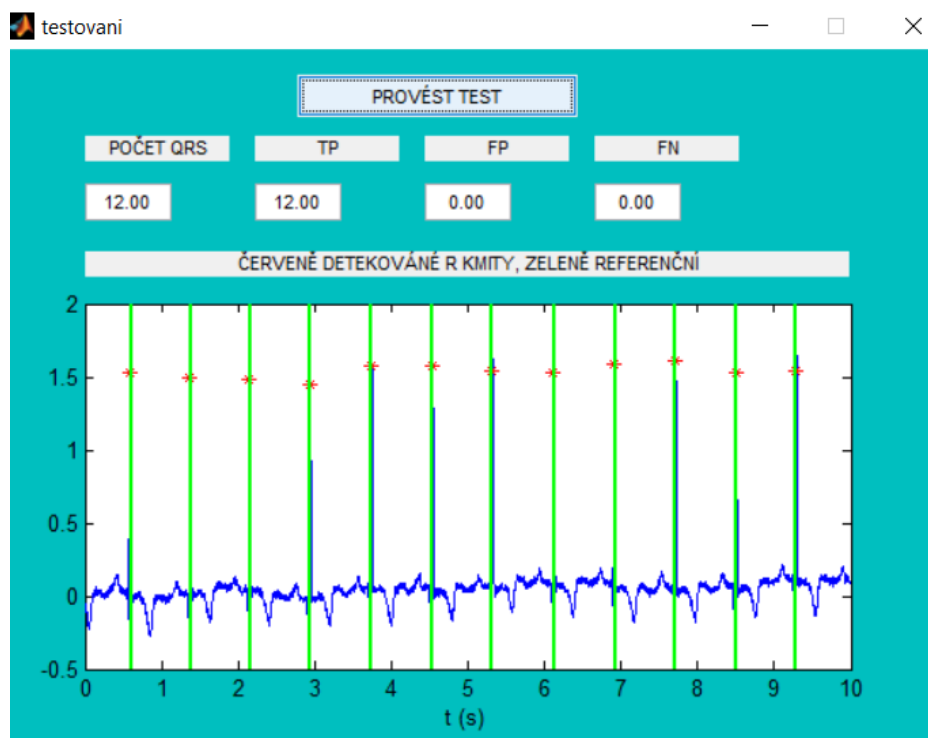 testovani
PROVÉST TEST
POČET QRS TP FP FN
12.00 12.00 0.00 0.00
ČERVENĚ DETEKOVÁNÉ R KMITY, ZELENĚ REFERENČNÍ
2
1.5
1
0.5
0
-0.5
0 1 2 3 4 5 6 7 8 9 10
t (s)